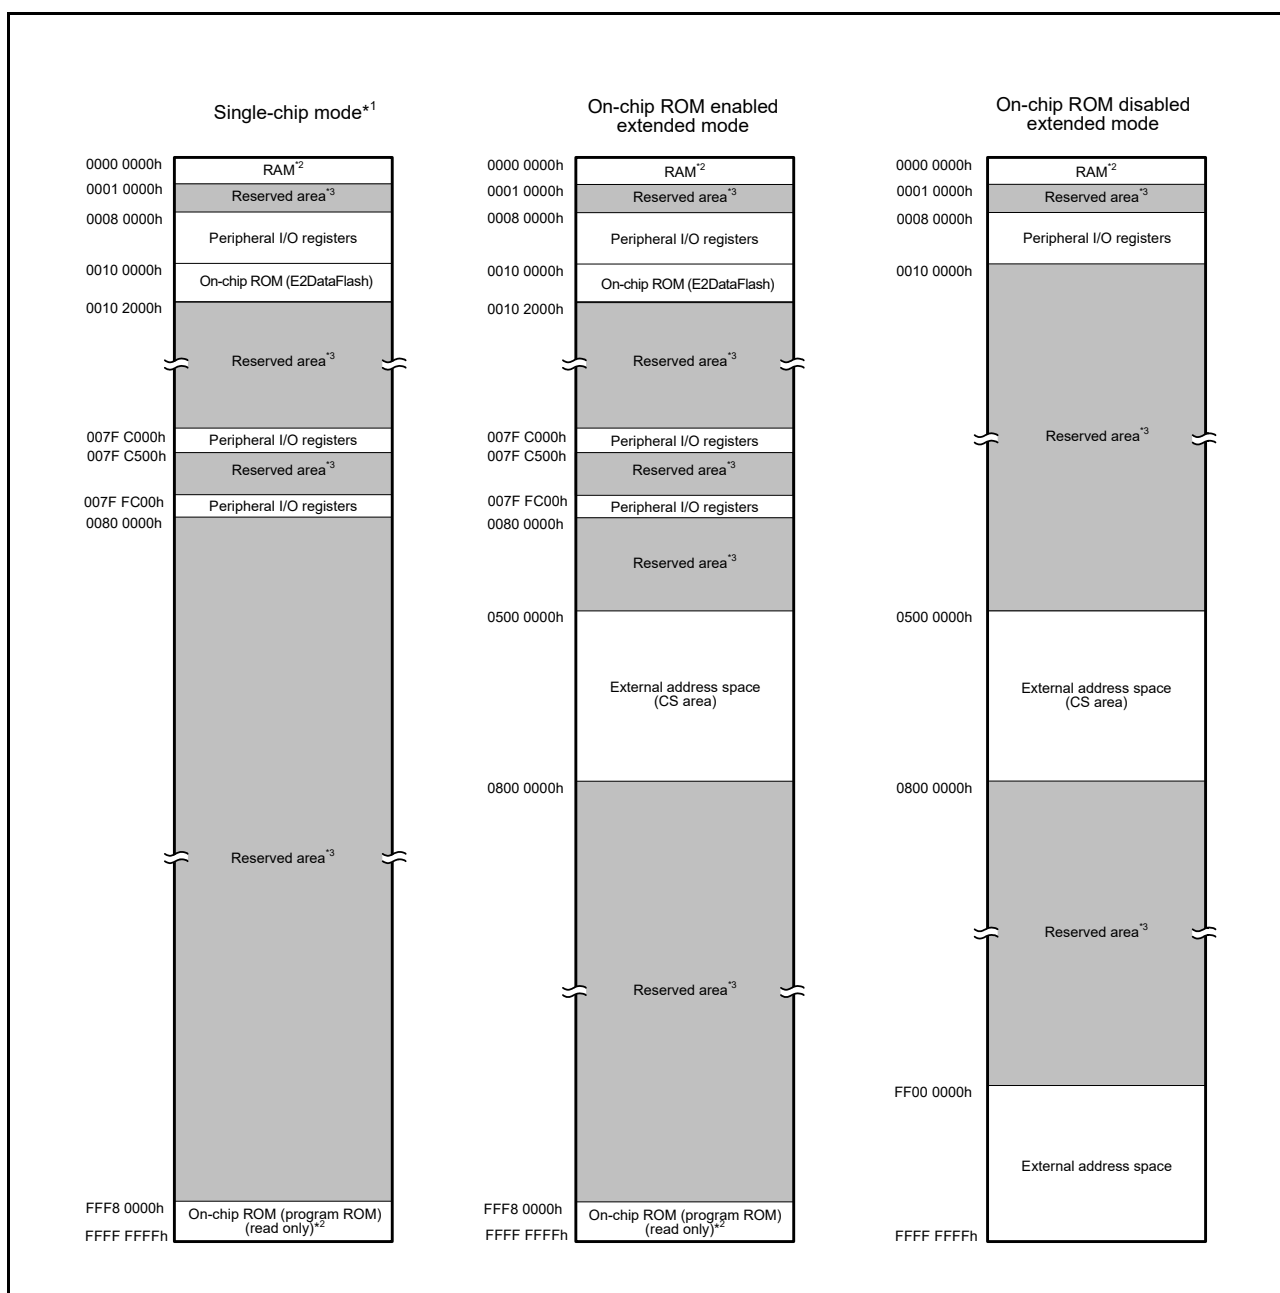 Single-chip mode*1
0000 0000h
RAM*2
0001 0000h
Reserved area*3
0008 0000h
Peripheral I/O registers
0010 0000h
On-chip ROM (E2DataFlash)
0010 2000h
Reserved area*3
007F C000h
Peripheral I/O registers
007F C500h
Reserved area*3
007F FC00h
Peripheral I/O registers
0080 0000h
Reserved area*3
FFF8 0000h
On-chip ROM (program ROM)
(read only)*2
FFFF FFFFh
On-chip ROM enabled
extended mode
0000 0000h
RAM*2
0001 0000h
Reserved area*3
0008 0000h
Peripheral I/O registers
0010 0000h
On-chip ROM (E2DataFlash)
0010 2000h
Reserved area*3
007F C000h
Peripheral I/O registers
007F C500h
Reserved area*3
007F FC00h
Peripheral I/O registers
0080 0000h
Reserved area*3
0500 0000h
External address space
(CS area)
0800 0000h
Reserved area*3
FFF8 0000h
On-chip ROM (program ROM)
(read only)*2
FFFF FFFFh
On-chip ROM disabled
extended mode
0000 0000h
RAM*2
0001 0000h
Reserved area*3
0008 0000h
Peripheral I/O registers
0010 0000h
Reserved area*3
0500 0000h
External address space
(CS area)
0800 0000h
Reserved area*3
FF00 0000h
External address space
FFFF FFFFh